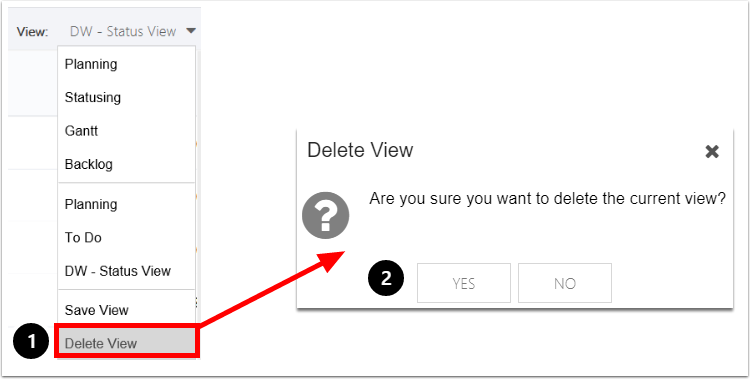 View: DW - Status View
Planning
Statusing
Gantt
Backlog
Planning
To Do
DW - Status View
Save View
1 Delete View
Delete View
?
Are you sure you want to delete the current view?
2 YES NO